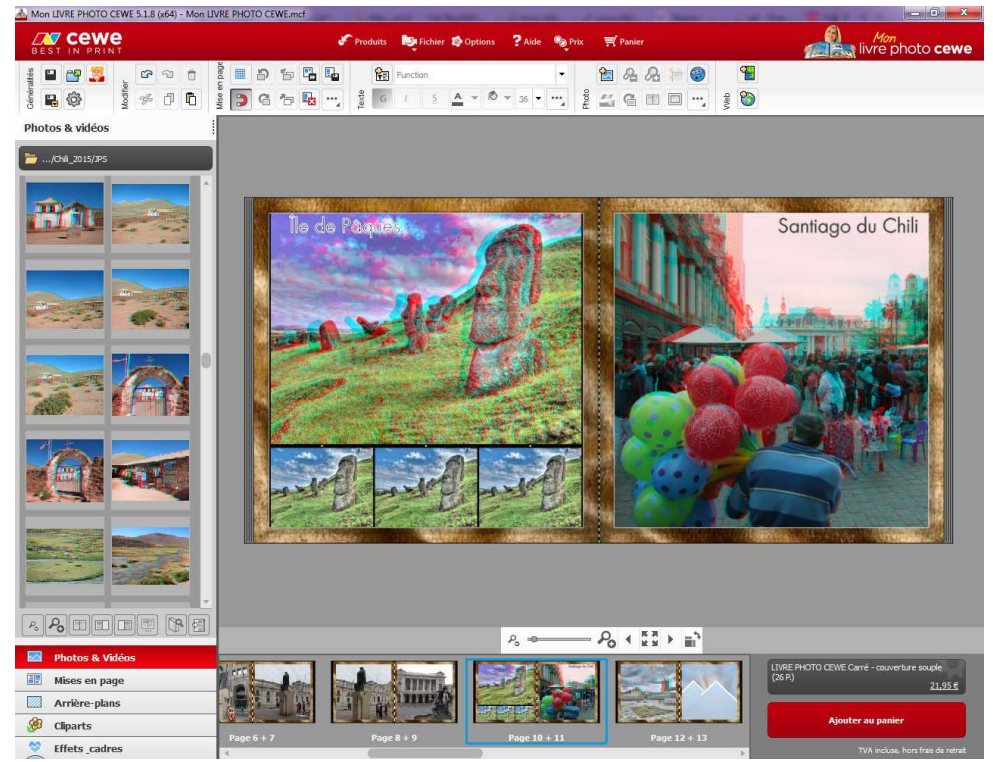 Mon LIVRE PHOTO CEWE 5.1.8 (x64) - Mon LIVRE PHOTO CEWE.mcf
cewe
BEST IN PRINT
Produits Fichier Options ? Aide Prix Panier
Mon
livre photo cewe
Généralités
Modifier
Mise en page
Texte
Function
G I S A 36
Photo
Web
Photos & vidéos
.../Chili_2015/JPS
Île de Pâques
Santiago du Chili
Photos & Vidéos
Mises en page
Arrière-plans
Cliparts
Effets _cadres
Page 6 + 7
Page 8 + 9
Page 10 + 11
Page 12 + 13
LIVRE PHOTO CEWE Carré - couverture souple
(26 P.)
21,95 €
Ajouter au panier
TVA incluse, hors frais de retrait